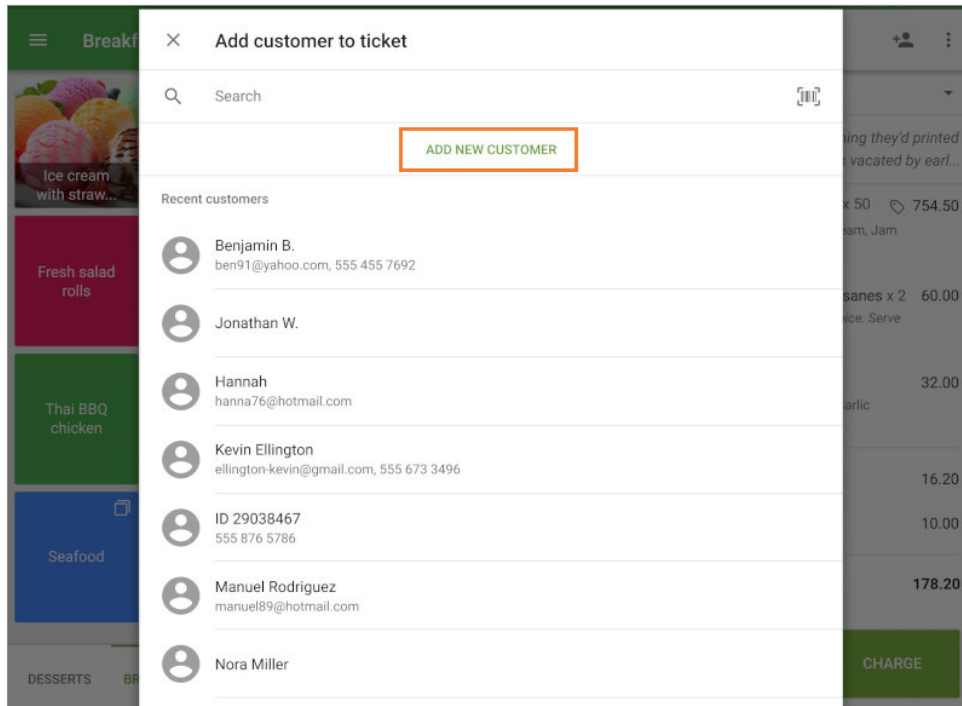 Breakf
Add customer to ticket
Search
ADD NEW CUSTOMER
Recent customers
Benjamin B.
ben91@yahoo.com, 555 455 7692
Jonathan W.
Hannah
hanna76@hotmail.com
Kevin Ellington
ellington-kevin@gmail.com, 555 673 3496
ID 29038467
555 876 5786
Manuel Rodriguez
manuel89@hotmail.com
Nora Miller
Ice cream
with straw...
Fresh salad
rolls
Thai BBQ
chicken
Seafood
DESSERTS BR
ning they'd printed
vacated by earl...
x 50 754.50
eam, Jam
sanes x 2 60.00
ice. Serve
32.00
arlic
16.20
10.00
178.20
CHARGE